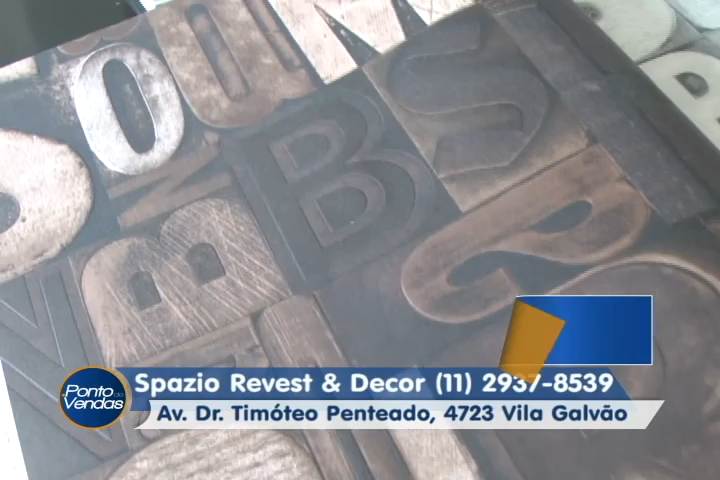 Ponto de
Vendas
Spazio Revest & Decor (11) 2937-8539
Av. Dr. Timóteo Penteado, 4723 Vila Galvão
O
O
M
M
B
S
B
S